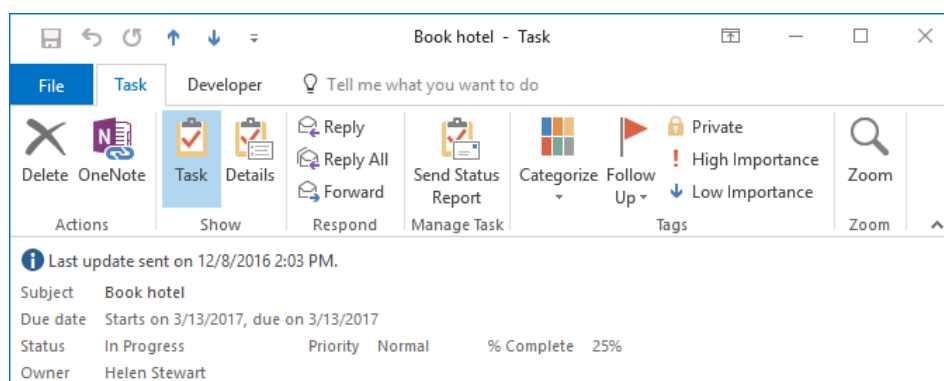 Book hotel - Task
File Task Developer Tell me what you want to do
Delete OneNote Task Details Reply Reply All Forward Send Status Report Categorize Follow Up Private High Importance Low Importance Zoom
Actions Show Respond Manage Task Tags Zoom
Last update sent on 12/8/2016 2:03 PM.
Subject Book hotel
Due date Starts on 3/13/2017, due on 3/13/2017
Status In Progress Priority Normal % Complete 25%
Owner Helen Stewart